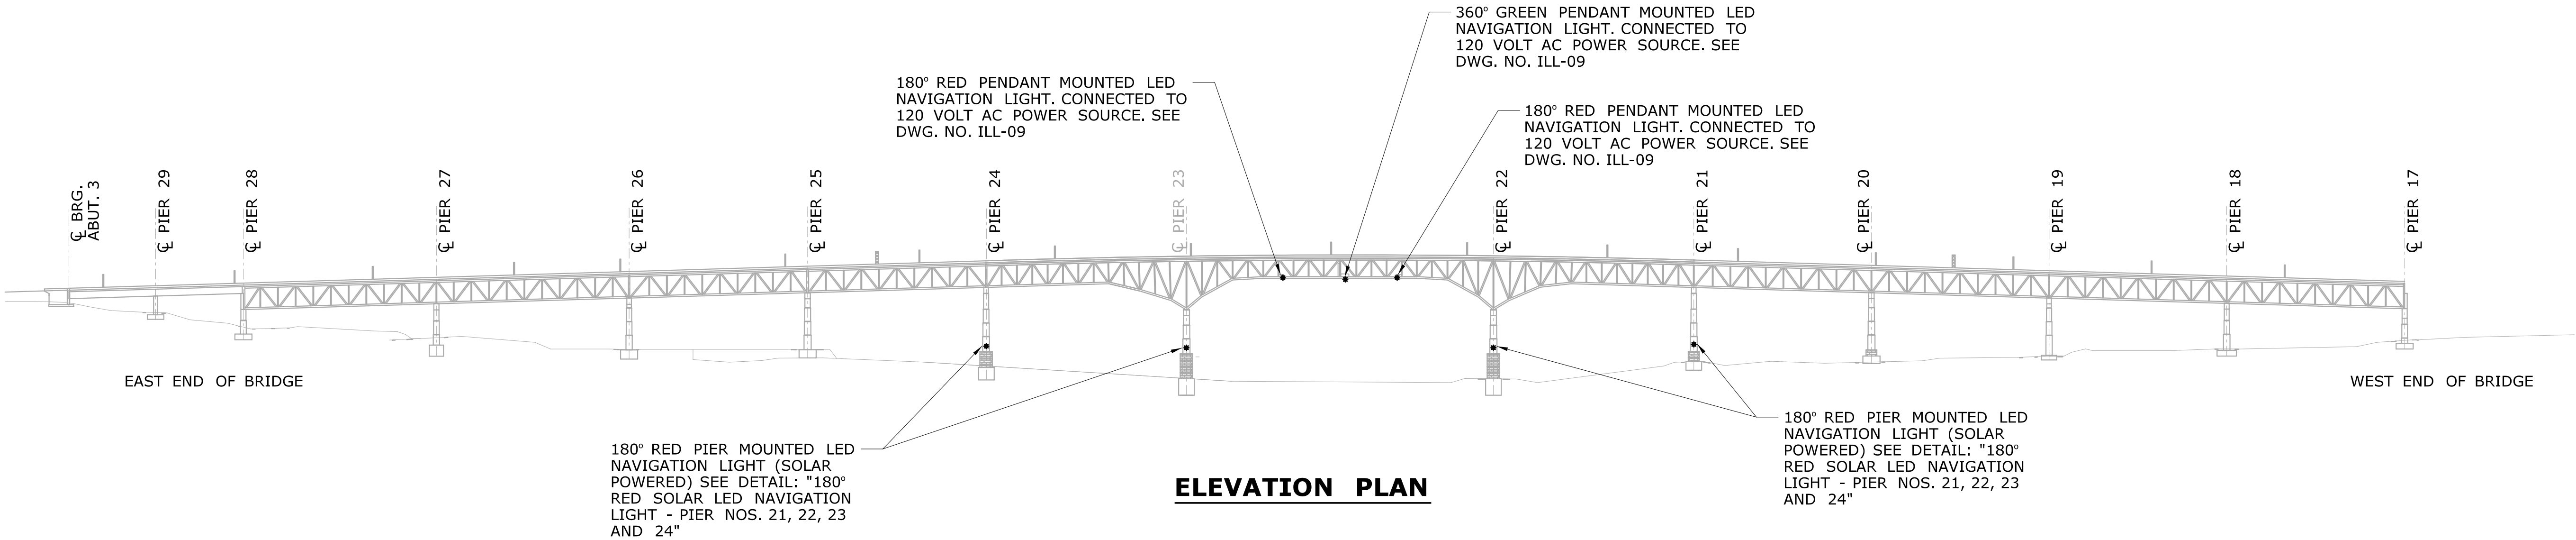 360° GREEN PENDANT MOUNTED LED
NAVIGATION LIGHT. CONNECTED TO
120 VOLT AC POWER SOURCE. SEE
DWG. NO. ILL-09
180° RED PENDANT MOUNTED LED
NAVIGATION LIGHT. CONNECTED TO
120 VOLT AC POWER SOURCE. SEE
DWG. NO. ILL-09
180° RED PENDANT MOUNTED LED
NAVIGATION LIGHT. CONNECTED TO
120 VOLT AC POWER SOURCE. SEE
DWG. NO. ILL-09
℄ BRG.
ABUT. 3
℄ PIER 29
℄ PIER 28
℄ PIER 27
℄ PIER 26
℄ PIER 25
℄ PIER 24
℄ PIER 23
℄ PIER 22
℄ PIER 21
℄ PIER 20
℄ PIER 19
℄ PIER 18
℄ PIER 17
EAST END OF BRIDGE
WEST END OF BRIDGE
180° RED PIER MOUNTED LED
NAVIGATION LIGHT (SOLAR
POWERED) SEE DETAIL: "180°
RED SOLAR LED NAVIGATION
LIGHT - PIER NOS. 21, 22, 23
AND 24"
180° RED PIER MOUNTED LED
NAVIGATION LIGHT (SOLAR
POWERED) SEE DETAIL: "180°
RED SOLAR LED NAVIGATION
LIGHT - PIER NOS. 21, 22, 23
AND 24"
ELEVATION PLAN